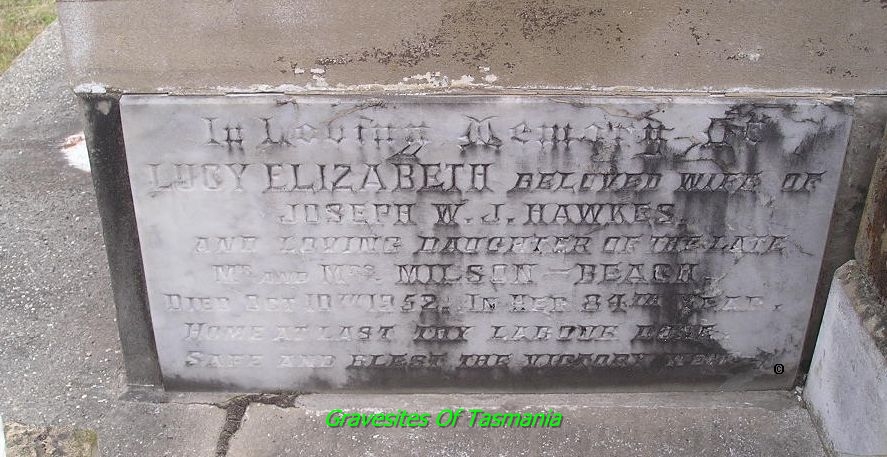 In Loving Memory Of
LUCY ELIZABETH BELOVED WIFE OF
JOSEPH W. J. HAWKES.
AND LOVING DAUGHTER OF THE LATE
MR AND MRS MILSON - BEACH.
DIED OCT 10TH 1952. IN HER 84TH YEAR.
HOME AT LAST THY LABOUR DONE.
SAFE AND BLEST THE VICTORY
©
Gravesites Of Tasmania